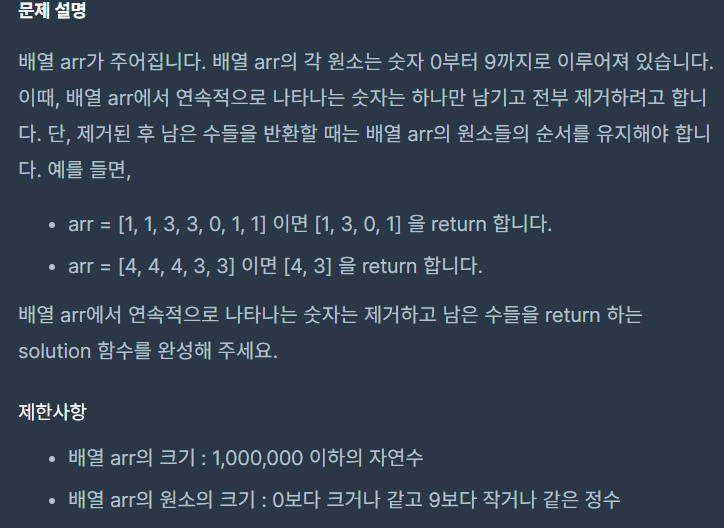 문제 설명
배열 arr가 주어집니다. 배열 arr의 각 원소는 숫자 0부터 9까지로 이루어져 있습니다.
이때, 배열 arr에서 연속적으로 나타나는 숫자는 하나만 남기고 전부 제거하려고 합니
다. 단, 제거된 후 남은 수들을 반환할 때는 배열 arr의 원소들의 순서를 유지해야 합니
다. 예를 들면,
• arr = [1, 1, 3, 3, 0, 1, 1] 이면 [1, 3, 0, 1] 을 return 합니다.
• arr = [4, 4, 4, 3, 3] 이면 [4, 3] 을 return 합니다.
배열 arr에서 연속적으로 나타나는 숫자는 제거하고 남은 수들을 return 하는
solution 함수를 완성해 주세요.
제한사항
• 배열 arr의 크기 : 1,000,000 이하의 자연수
• 배열 arr의 원소의 크기 : 0보다 크거나 같고 9보다 작거나 같은 정수